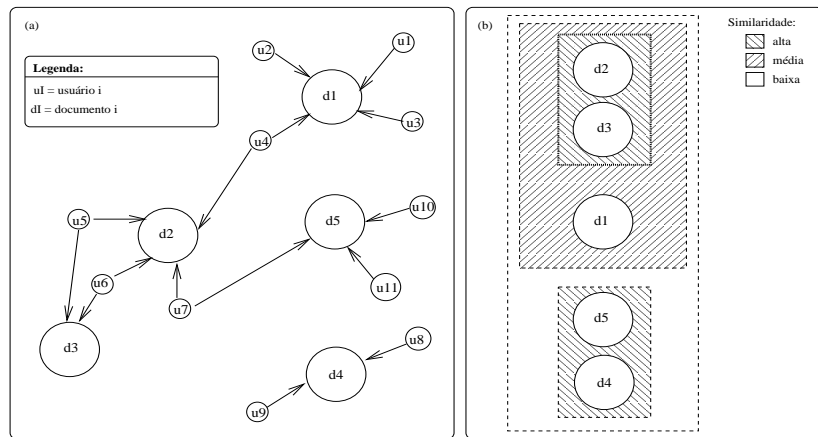 (a)
Legenda:
uI = usuário i
dI = documento i
u2
u1
d1
u3
u4
u5
d2
u10
d5
u6
u7
u11
d3
u8
d4
u9
(b)
Similaridade:
alta
média
baixa
d2
d3
d1
d5
d4